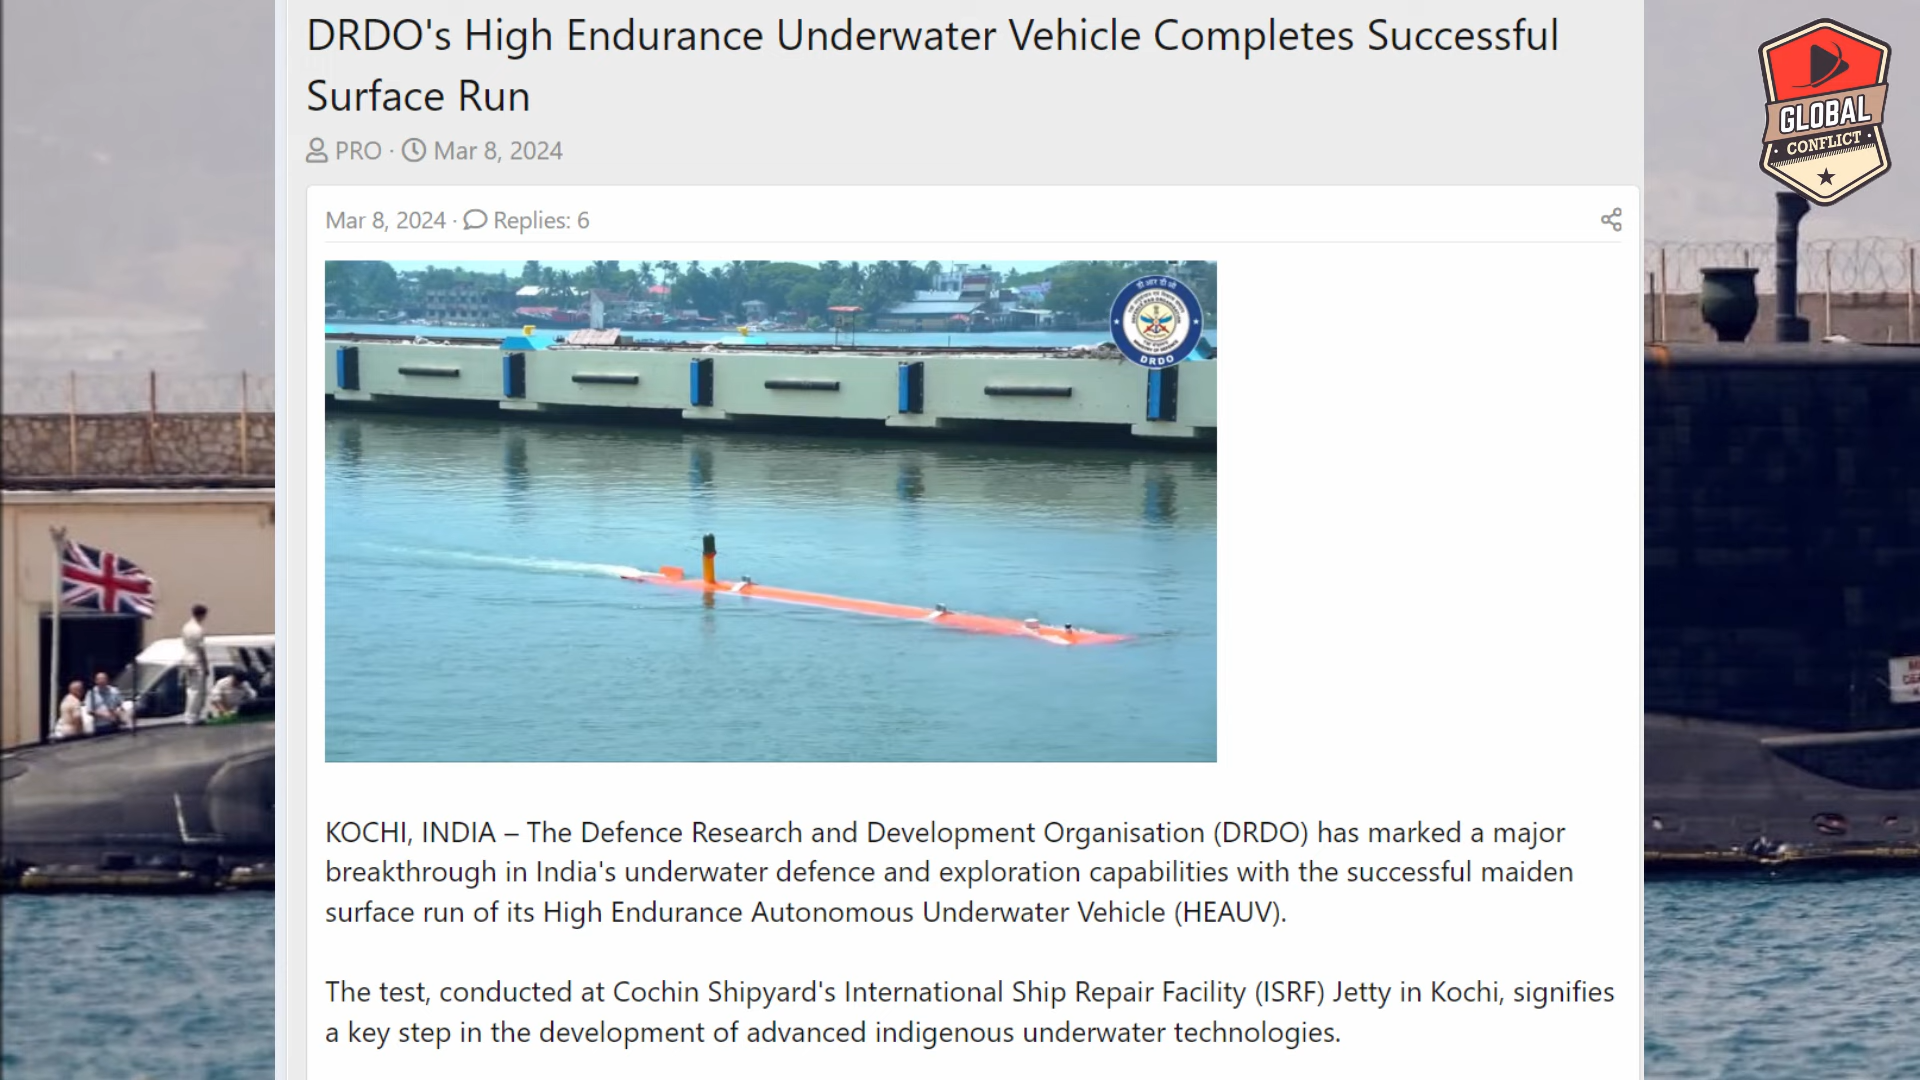 DRDO's High Endurance Underwater Vehicle Completes Successful
Surface Run
PRO · Mar 8, 2024
Mar 8, 2024 · Replies: 6
DRDO
KOCHI, INDIA – The Defence Research and Development Organisation (DRDO) has marked a major
breakthrough in India's underwater defence and exploration capabilities with the successful maiden
surface run of its High Endurance Autonomous Underwater Vehicle (HEAUV).
The test, conducted at Cochin Shipyard's International Ship Repair Facility (ISRF) Jetty in Kochi, signifies
a key step in the development of advanced indigenous underwater technologies.
GLOBAL
· CONFLICT ·